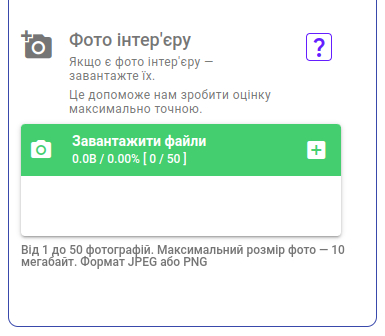 Фото інтер'єру
?
Якщо є фото інтер'єру —
завантажте їх.
Це допоможе нам зробити оцінку
максимально точною.
Завантажити файли
0.0B / 0.00% [ 0 / 50 ]
Від 1 до 50 фотографій. Максимальний розмір фото — 10
мегабайт. Формат JPEG або PNG